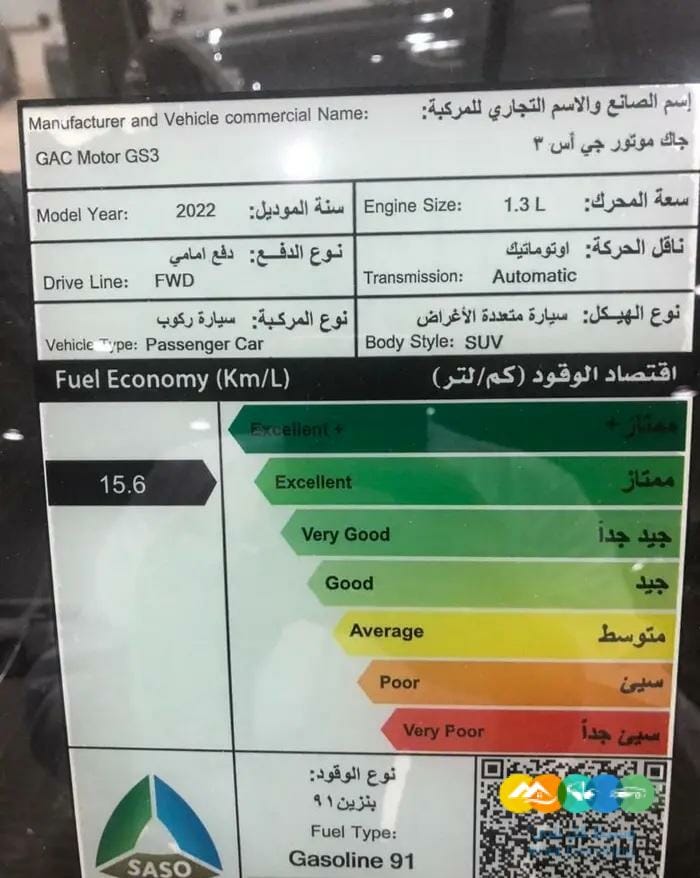 Manufacturer and Vehicle commercial Name: إسم الصانع والاسم التجاري للمركبة:
GAC Motor GS3 جاك موتور جي أس ٣
Model Year: 2022 سنة الموديل:
Engine Size: 1.3 L سعة المحرك:
نوع الدفع: دفع امامي
Drive Line: FWD
ناقل الحركة: اوتوماتيك
Transmission: Automatic
نوع المركبة: سيارة ركوب
Vehicle Type: Passenger Car
نوع الهيكل: سيارة متعددة الأغراض
Body Style: SUV
Fuel Economy (Km/L) اقتصاد الوقود (كم/لتر)
Excellent + ممتاز +
15.6
Excellent ممتاز
Very Good جيد جداً
Good جيد
Average متوسط
Poor سيئ
Very Poor سيئ جداً
نوع الوقود:
بنزين ٩١
Fuel Type:
Gasoline 91
SASO